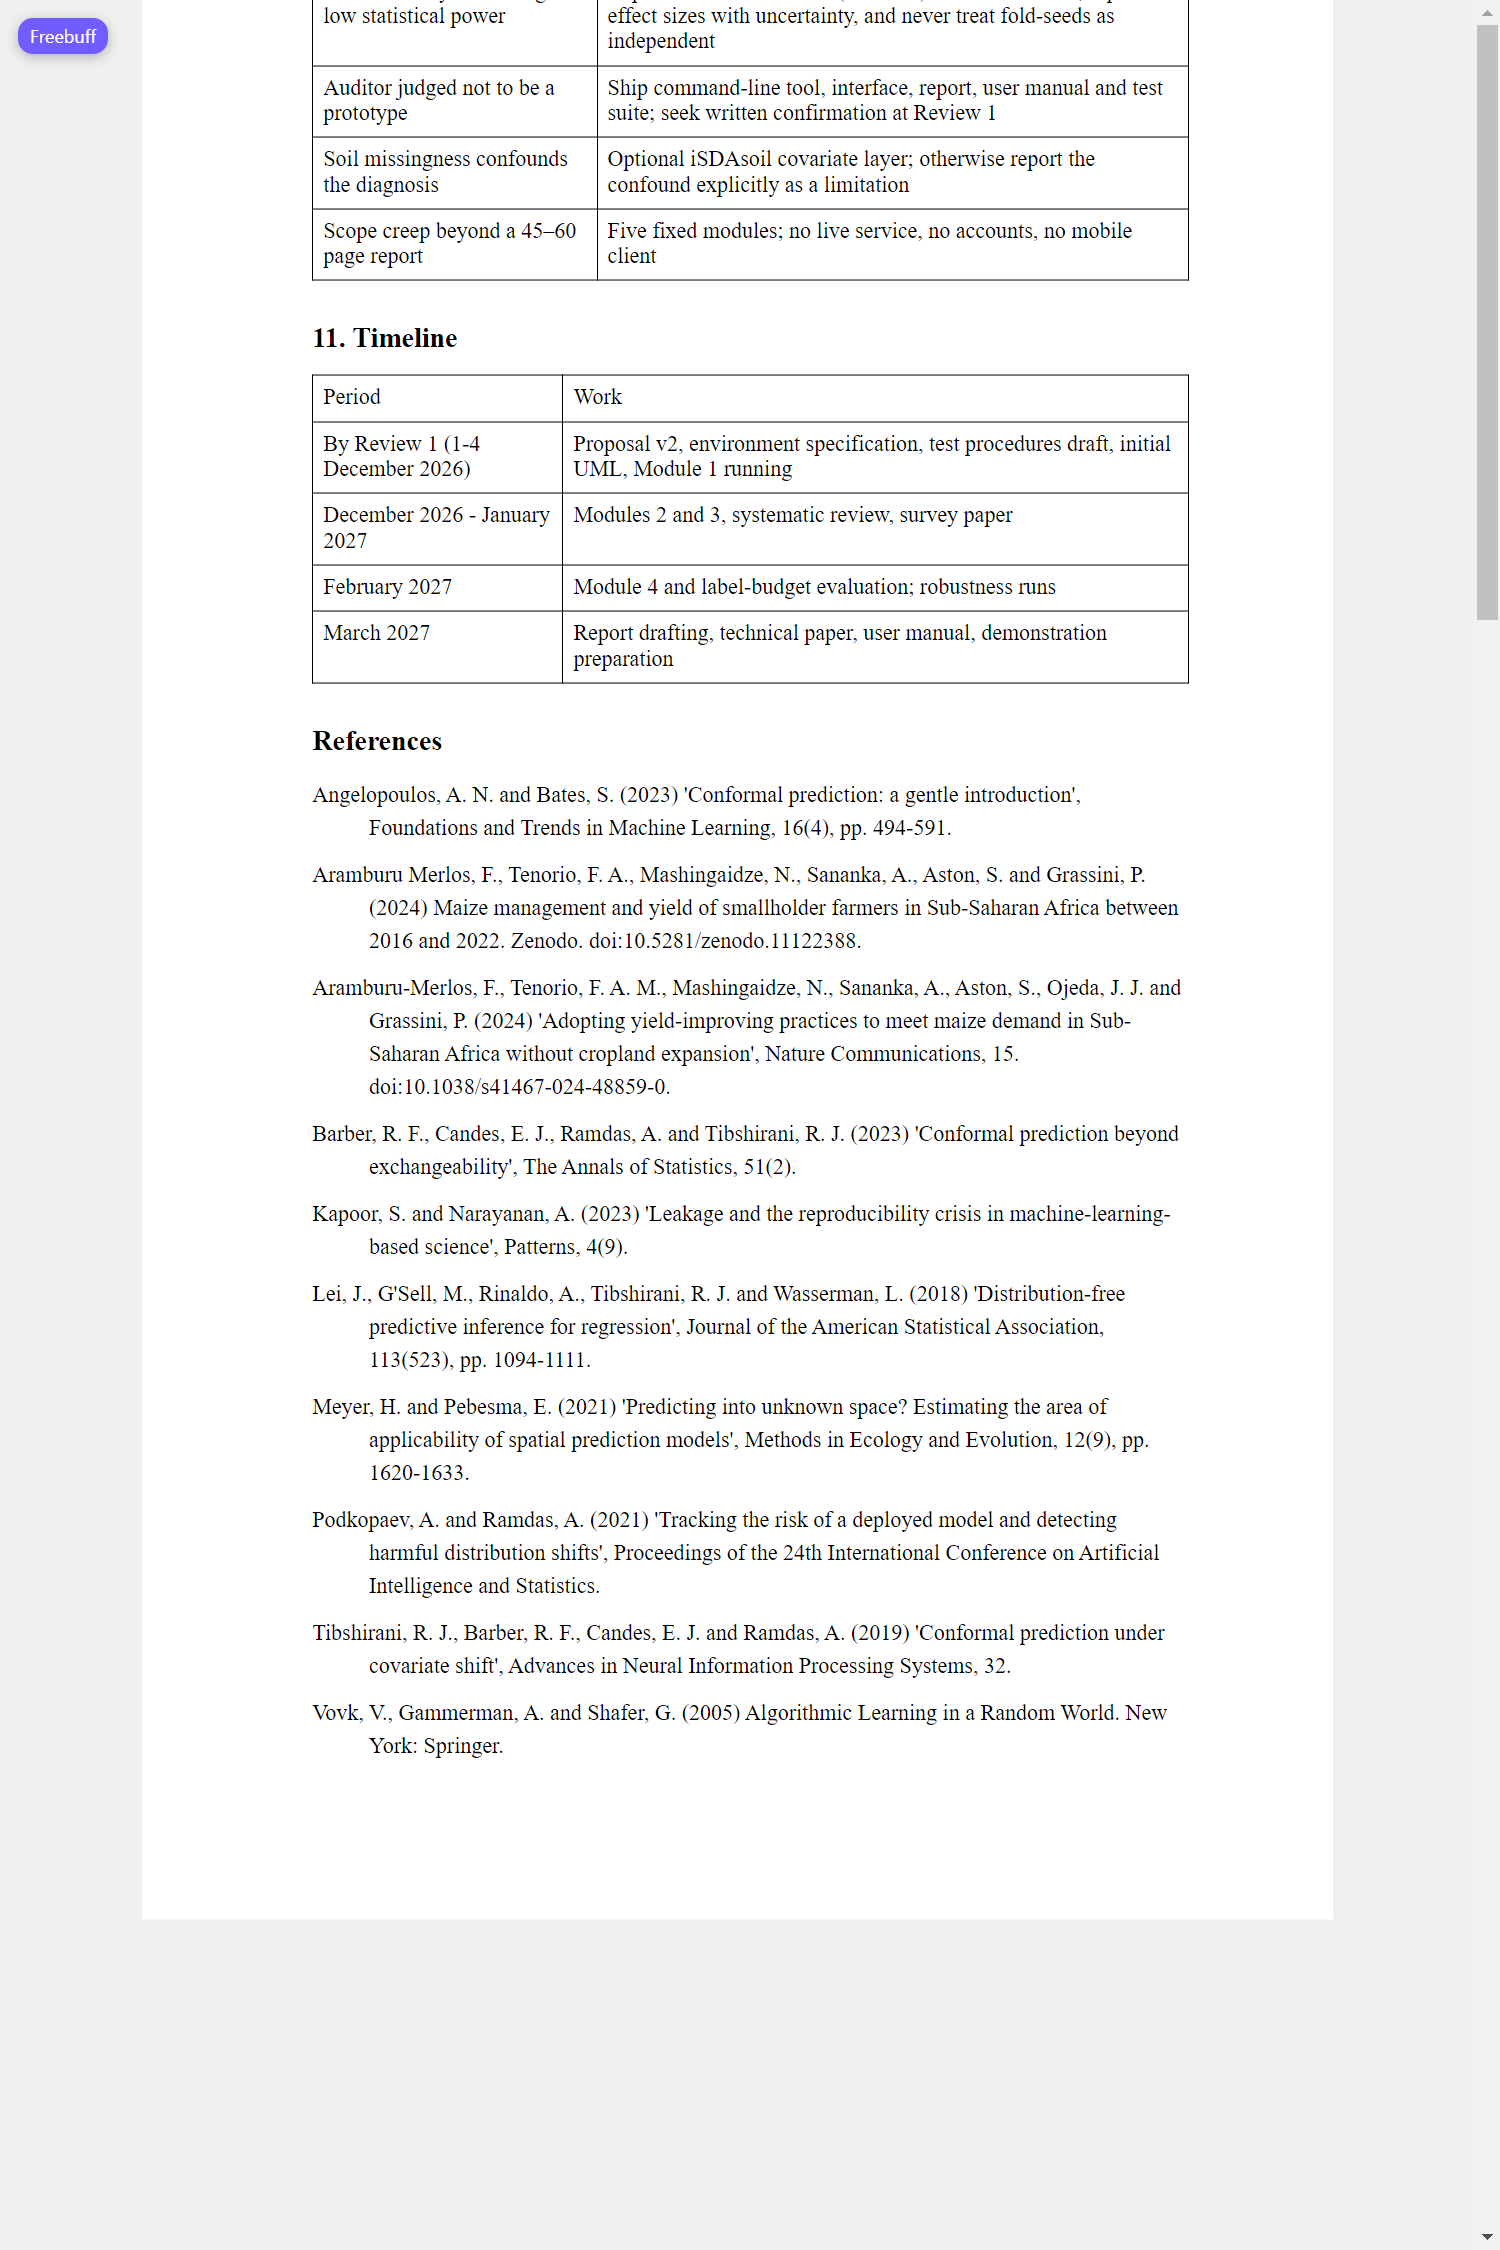 Freebuff
low statistical power
effect sizes with uncertainty, and never treat fold-seeds as
independent
Auditor judged not to be a
prototype
Ship command-line tool, interface, report, user manual and test
suite; seek written confirmation at Review 1
Soil missingness confounds
the diagnosis
Optional iSDAsoil covariate layer; otherwise report the
confound explicitly as a limitation
Scope creep beyond a 45–60
page report
Five fixed modules; no live service, no accounts, no mobile
client
11. Timeline
Period
Work
By Review 1 (1-4
December 2026)
Proposal v2, environment specification, test procedures draft, initial
UML, Module 1 running
December 2026 - January
2027
Modules 2 and 3, systematic review, survey paper
February 2027
Module 4 and label-budget evaluation; robustness runs
March 2027
Report drafting, technical paper, user manual, demonstration
preparation
References
Angelopoulos, A. N. and Bates, S. (2023) 'Conformal prediction: a gentle introduction',
Foundations and Trends in Machine Learning, 16(4), pp. 494-591.
Aramburu Merlos, F., Tenorio, F. A., Mashingaidze, N., Sananka, A., Aston, S. and Grassini, P.
(2024) Maize management and yield of smallholder farmers in Sub-Saharan Africa between
2016 and 2022. Zenodo. doi:10.5281/zenodo.11122388.
Aramburu-Merlos, F., Tenorio, F. A. M., Mashingaidze, N., Sananka, A., Aston, S., Ojeda, J. J. and
Grassini, P. (2024) 'Adopting yield-improving practices to meet maize demand in Sub-
Saharan Africa without cropland expansion', Nature Communications, 15.
doi:10.1038/s41467-024-48859-0.
Barber, R. F., Candes, E. J., Ramdas, A. and Tibshirani, R. J. (2023) 'Conformal prediction beyond
exchangeability', The Annals of Statistics, 51(2).
Kapoor, S. and Narayanan, A. (2023) 'Leakage and the reproducibility crisis in machine-learning-
based science', Patterns, 4(9).
Lei, J., G'Sell, M., Rinaldo, A., Tibshirani, R. J. and Wasserman, L. (2018) 'Distribution-free
predictive inference for regression', Journal of the American Statistical Association,
113(523), pp. 1094-1111.
Meyer, H. and Pebesma, E. (2021) 'Predicting into unknown space? Estimating the area of
applicability of spatial prediction models', Methods in Ecology and Evolution, 12(9), pp.
1620-1633.
Podkopaev, A. and Ramdas, A. (2021) 'Tracking the risk of a deployed model and detecting
harmful distribution shifts', Proceedings of the 24th International Conference on Artificial
Intelligence and Statistics.
Tibshirani, R. J., Barber, R. F., Candes, E. J. and Ramdas, A. (2019) 'Conformal prediction under
covariate shift', Advances in Neural Information Processing Systems, 32.
Vovk, V., Gammerman, A. and Shafer, G. (2005) Algorithmic Learning in a Random World. New
York: Springer.